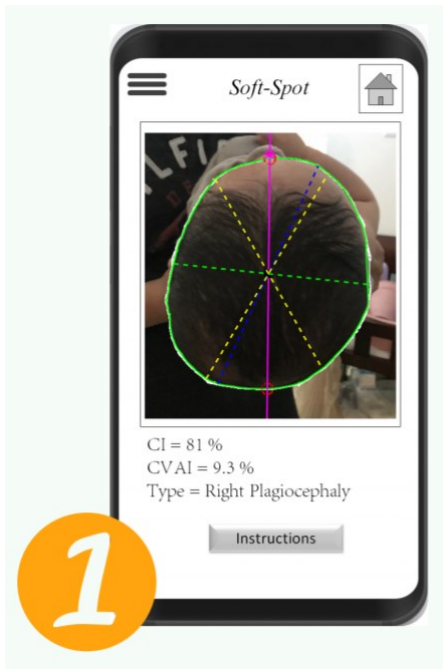 Soft-Spot
CI = 81 %
CVAI = 9.3 %
Type = Right Plagiocephaly
Instructions
1